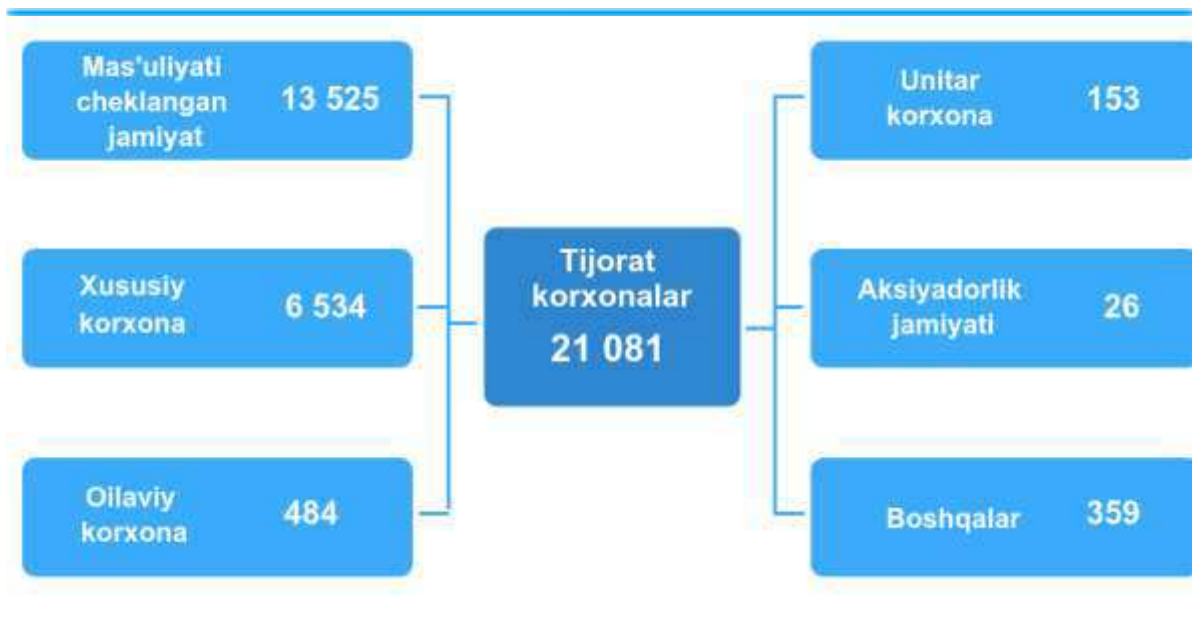 Mas'uliyati
cheklangan
jamiyat
13 525
Xususiy
korxona
6 534
Oilaviy
korxona
484
Tijorat
korxonalar
21 081
Unitar
korxona
153
Aksiyadorlik
jamiyati
26
Boshqalar
359